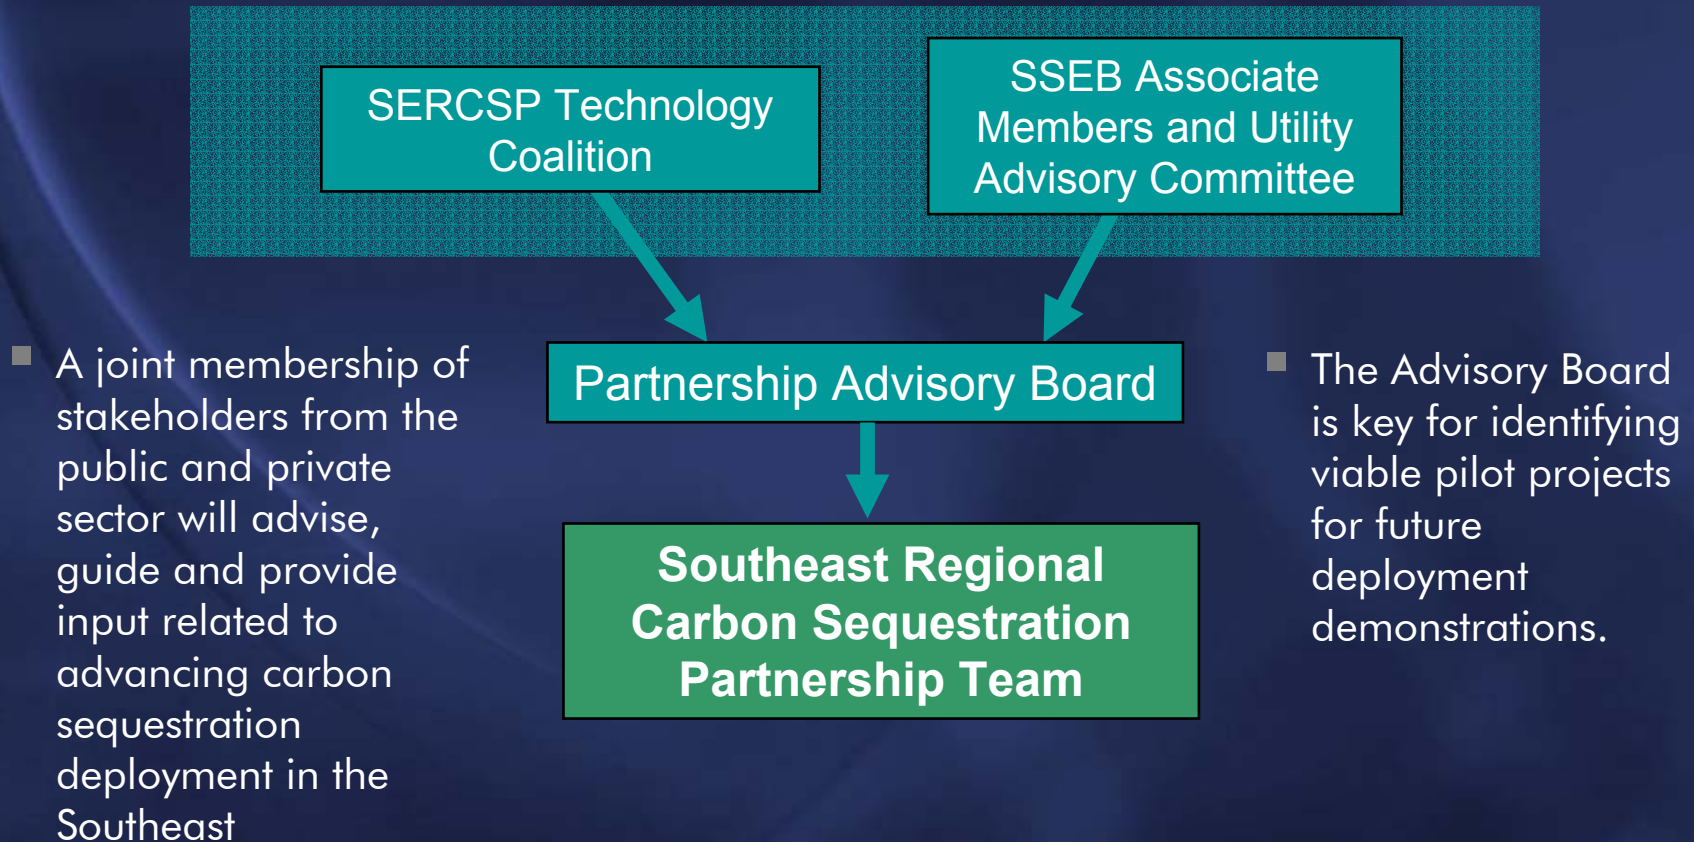 SERCSP Technology
Coalition
SSEB Associate
Members and Utility
Advisory Committee
Partnership Advisory Board
Southeast Regional
Carbon Sequestration
Partnership Team
A joint membership of
stakeholders from the
public and private
sector will advise,
guide and provide
input related to
advancing carbon
sequestration
deployment in the
Southeast
The Advisory Board
is key for identifying
viable pilot projects
for future
deployment
demonstrations.